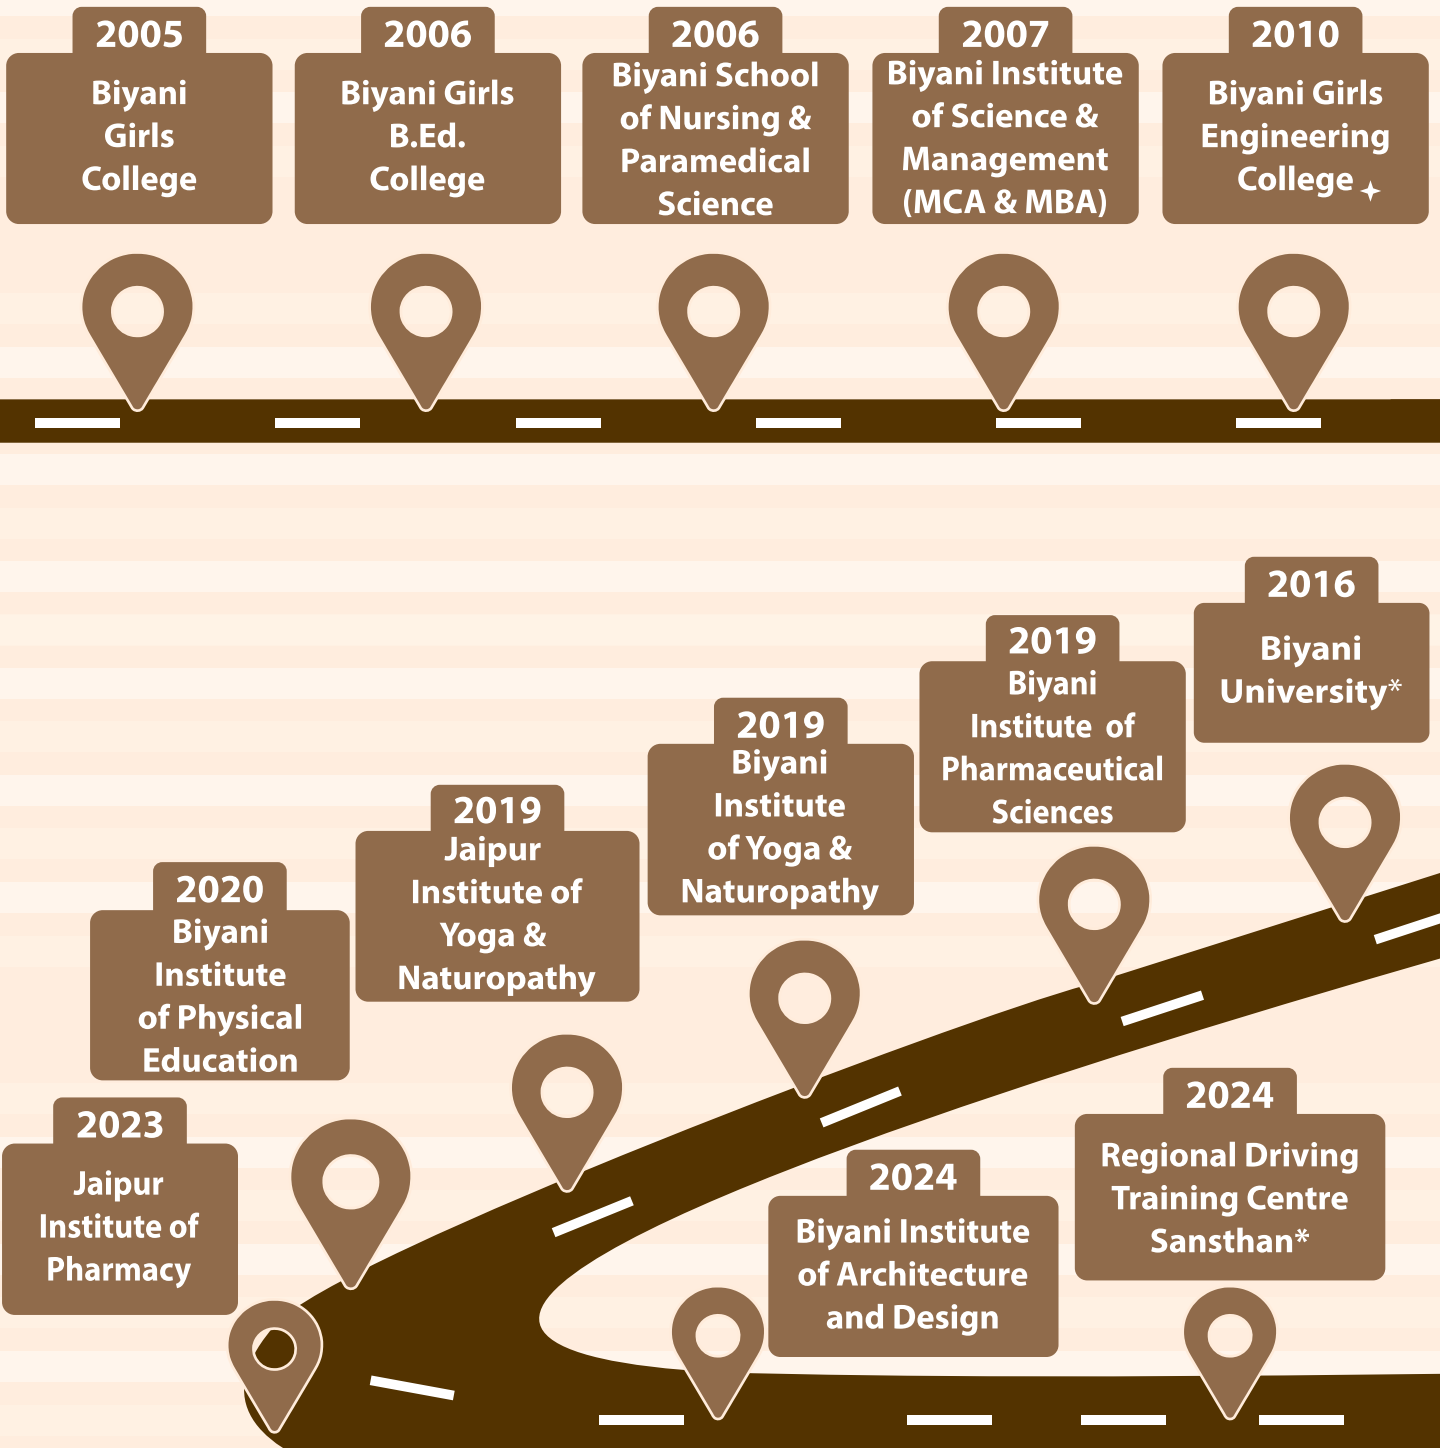 2005
Biyani
Girls
College
2006
Biyani Girls
B.Ed.
College
2006
Biyani School
of Nursing &
Paramedical
Science
2007
Biyani Institute
of Science &
Management
(MCA & MBA)
2010
Biyani Girls
Engineering
College
2016
Biyani
University*
2019
Biyani
Institute of
Pharmaceutical
Sciences
2019
Biyani
Institute
of Yoga &
Naturopathy
2019
Jaipur
Institute of
Yoga &
Naturopathy
2020
Biyani
Institute
of Physical
Education
2023
Jaipur
Institute of
Pharmacy
2024
Biyani Institute
of Architecture
and Design
2024
Regional Driving
Training Centre
Sansthan*